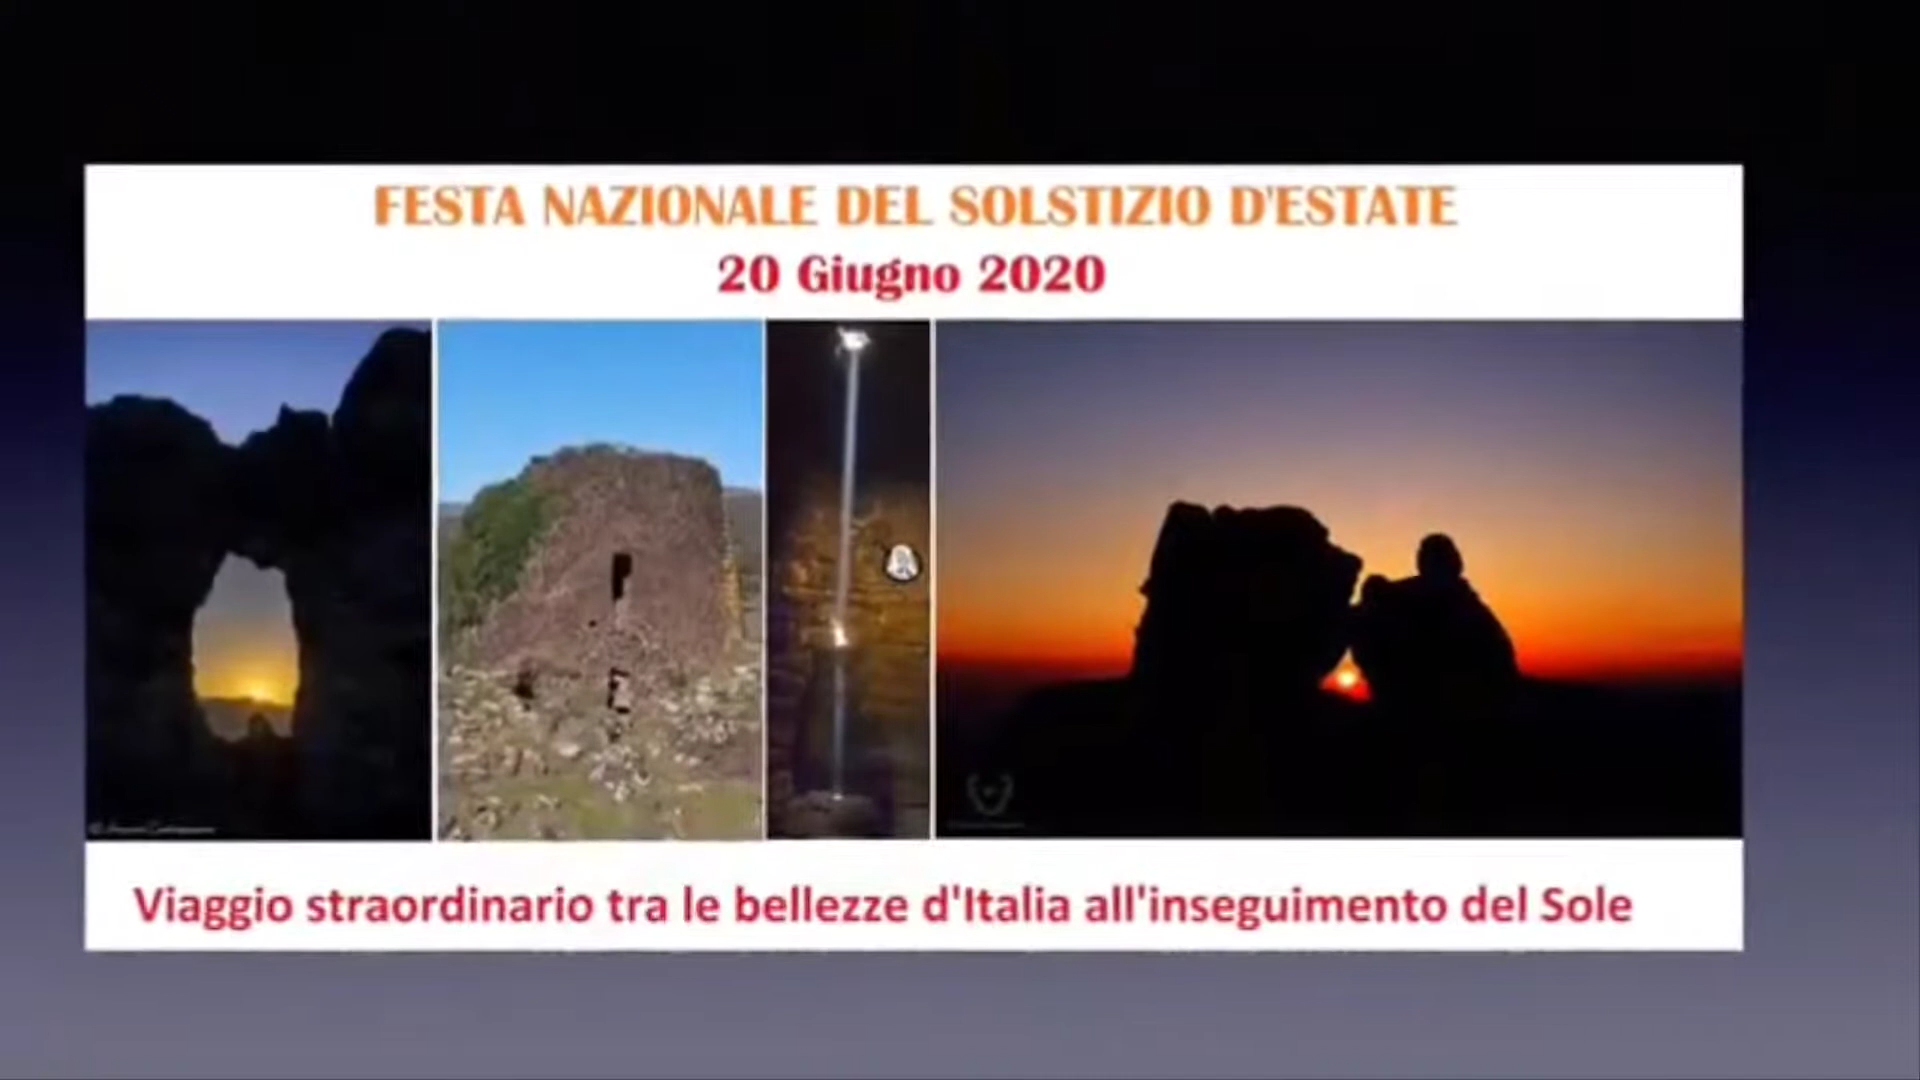 FESTA NAZIONALE DEL SOLSTIZIO D'ESTATE
20 Giugno 2020
Viaggio straordinario tra le bellezze d'Italia all'inseguimento del Sole